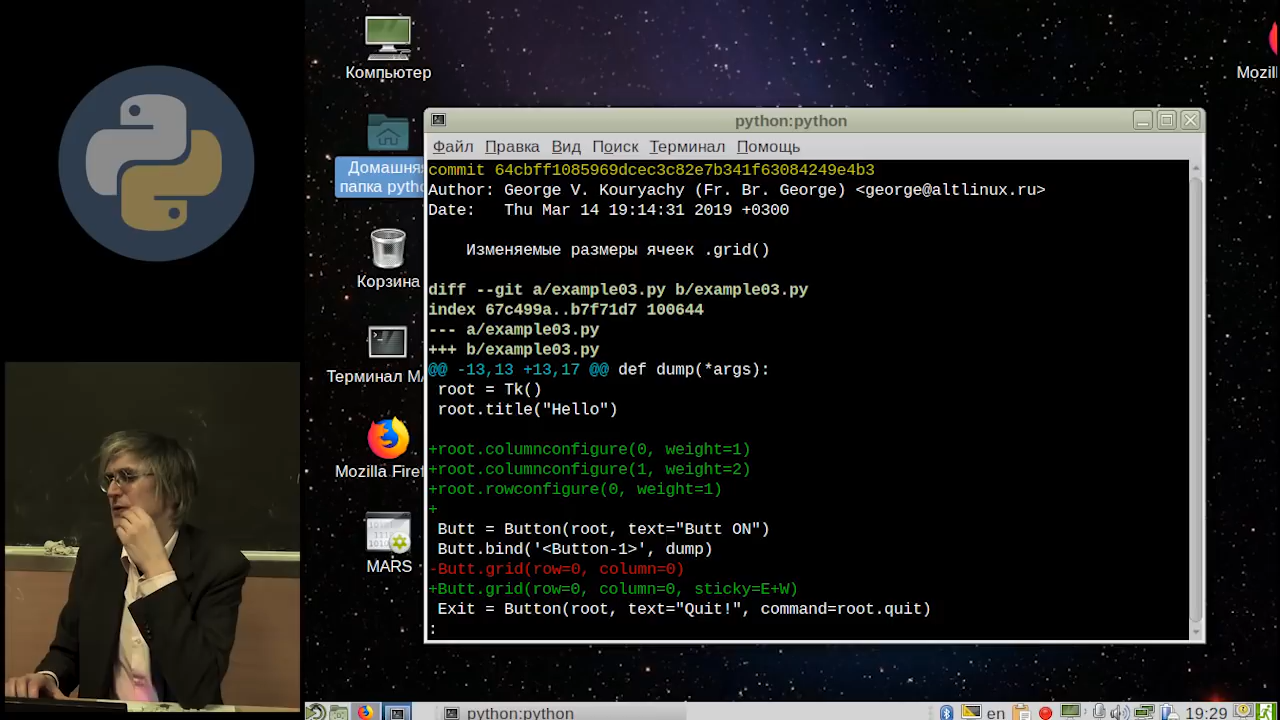 Компьютер
Mozil
Домашня
папка pytho
Корзина
Терминал MA
Mozilla Firef
MARS
python:python
Файл Правка Вид Поиск Терминал Помощь
commit 64cbff1085969dcec3c82e7b341f63084249e4b3
Author: George V. Kouryachy (Fr. Br. George) <george@altlinux.ru>
Date:   Thu Mar 14 19:14:31 2019 +0300
Изменяемые размеры ячеек .grid()
diff --git a/example03.py b/example03.py
index 67c499a..b7f71d7 100644
--- a/example03.py
+++ b/example03.py
@@ -13,13 +13,17 @@ def dump(*args):
root = Tk()
root.title("Hello")
+root.columnconfigure(0, weight=1)
+root.columnconfigure(1, weight=2)
+root.rowconfigure(0, weight=1)
+
Butt = Button(root, text="Butt ON")
Butt.bind('<Button-1>', dump)
-Butt.grid(row=0, column=0)
+Butt.grid(row=0, column=0, sticky=E+W)
Exit = Button(root, text="Quit!", command=root.quit)
:
python:python
en
19:29